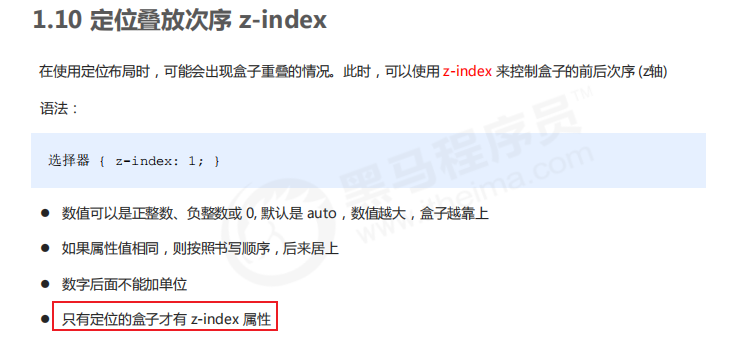 1.10 定位叠放次序 z-index
在使用定位布局时，可能会出现盒子重叠的情况。此时，可以使用 z-index 来控制盒子的前后次序 (z轴)
语法：
选择器 { z-index: 1; }
● 数值可以是正整数、负整数或 0, 默认是 auto，数值越大，盒子越靠上
● 如果属性值相同，则按照书写顺序，后来居上
● 数字后面不能加单位
● 只有定位的盒子才有 z-index 属性
黑马程序员™
www.itheima.com